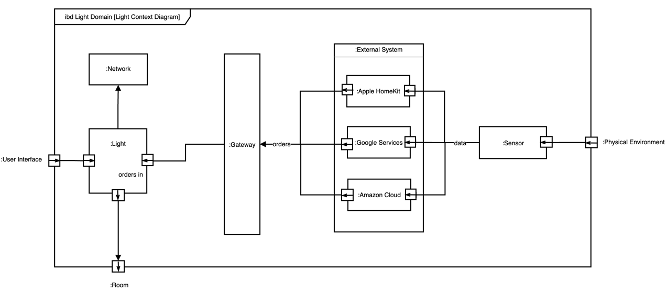 ibd Light Domain [Light Context Diagram]
:External System
:Network
:Apple HomeKit
:Light
:Gateway
orders
:Google Services
data
:Sensor
:Physical Environment
:User Interface
orders in
:Amazon Cloud
:Room